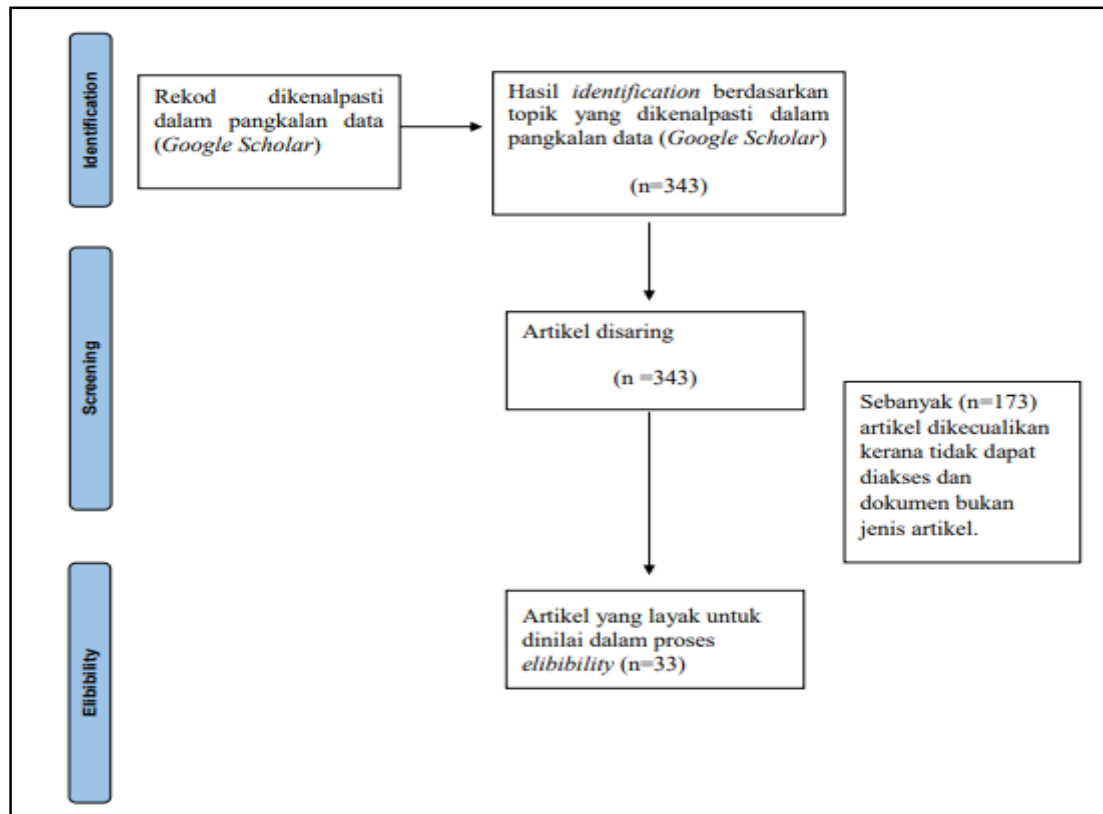 Identification
Rekod dikenalpasti
dalam pangkalan data
(Google Scholar)
Hasil identification berdasarkan
topik yang dikenalpasti dalam
pangkalan data (Google Scholar)
(n=343)
Screening
Artikel disaring
(n =343)
Sebanyak (n=173)
artikel dikecualikan
kerana tidak dapat
diakses dan
dokumen bukan
jenis artikel.
Elibibility
Artikel yang layak untuk
dinilai dalam proses
elibibility (n=33)